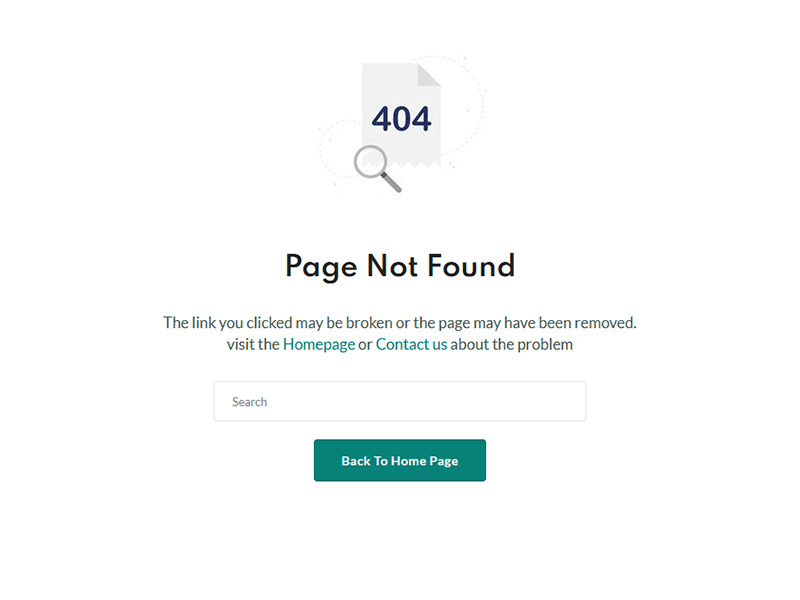 404
Page Not Found
The link you clicked may be broken or the page may have been removed.
visit the Homepage or Contact us about the problem
Search
Back To Home Page